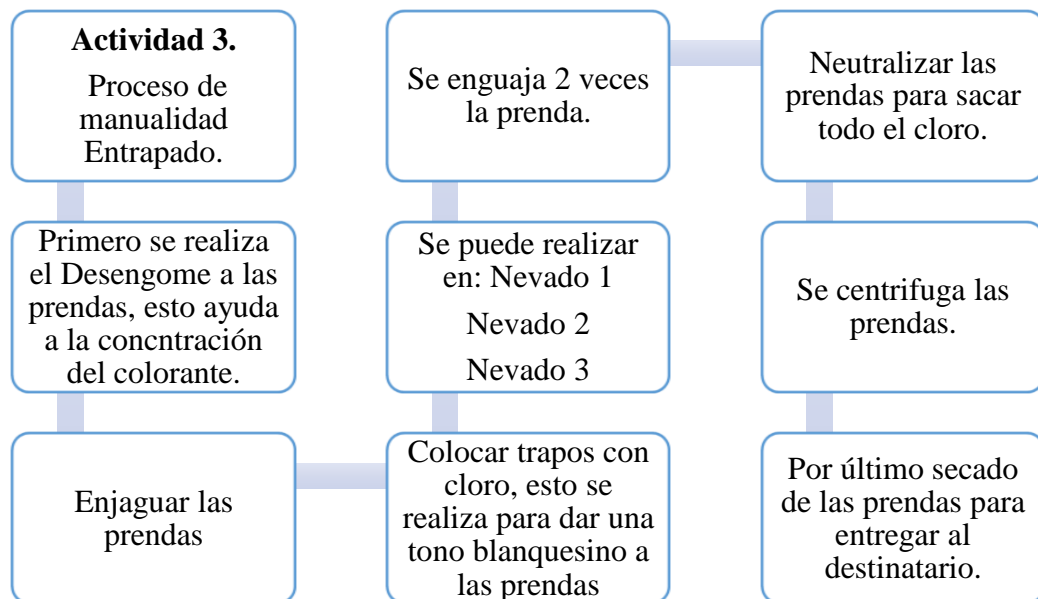 Actividad 3.
Proceso de
manualidad
Entrapado.
Primero se realiza
el Desengome a las
prendas, esto ayuda
a la concntración
del colorante.
Enjaguar las
prendas
Colocar trapos con
cloro, esto se
realiza para dar una
tono blanquesino a
las prendas
Se puede realizar
en: Nevado 1
Nevado 2
Nevado 3
Se enguaja 2 veces
la prenda.
Neutralizar las
prendas para sacar
todo el cloro.
Se centrifuga las
prendas.
Por último secado
de las prendas para
entregar al
destinatario.